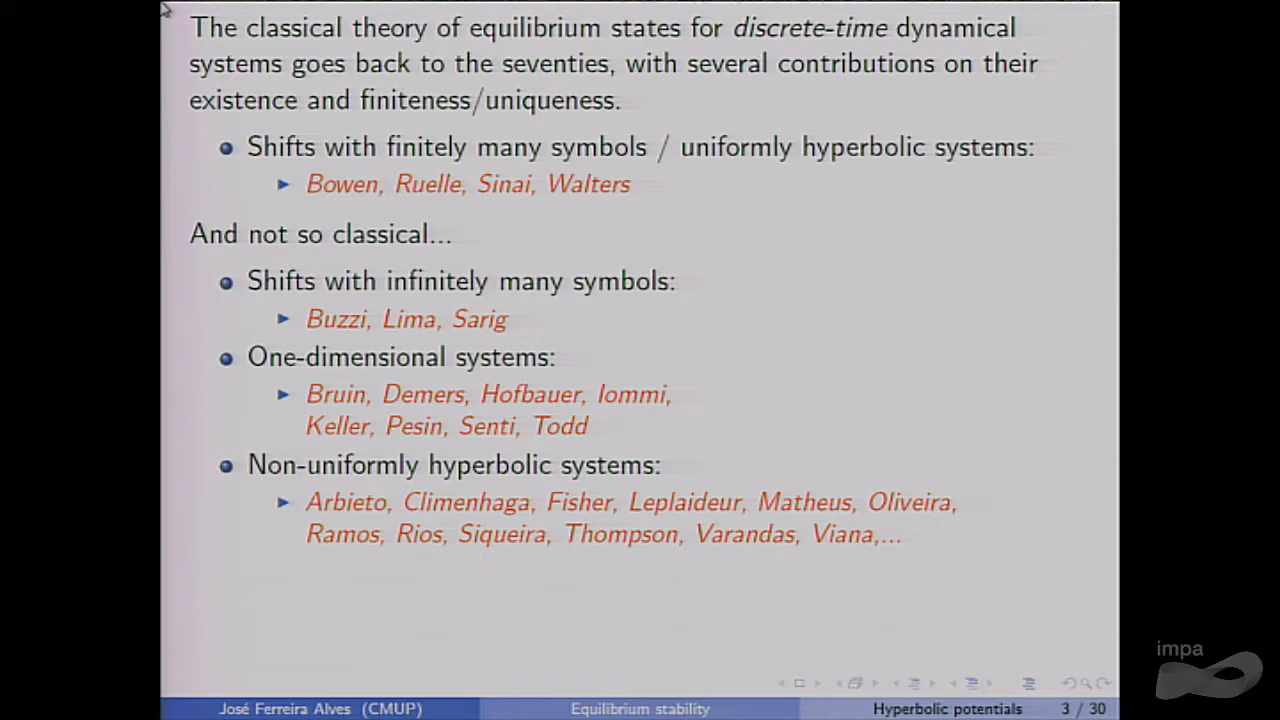 The classical theory of equilibrium states for discrete-time dynamical
systems goes back to the seventies, with several contributions on their
existence and finiteness/uniqueness.
Shifts with finitely many symbols / uniformly hyperbolic systems:
Bowen, Ruelle, Sinai, Walters
And not so classical...
Shifts with infinitely many symbols:
Buzzi, Lima, Sarig
One-dimensional systems:
Bruin, Demers, Hofbauer, Iommi,
Keller, Pesin, Senti, Todd
Non-uniformly hyperbolic systems:
Arbieto, Climenhaga, Fisher, Leplaideur, Matheus, Oliveira,
Ramos, Rios, Siqueira, Thompson, Varandas, Viana,...
impa
José Ferreira Alves (CMUP) Equilibrium stability Hyperbolic potentials 3 / 30